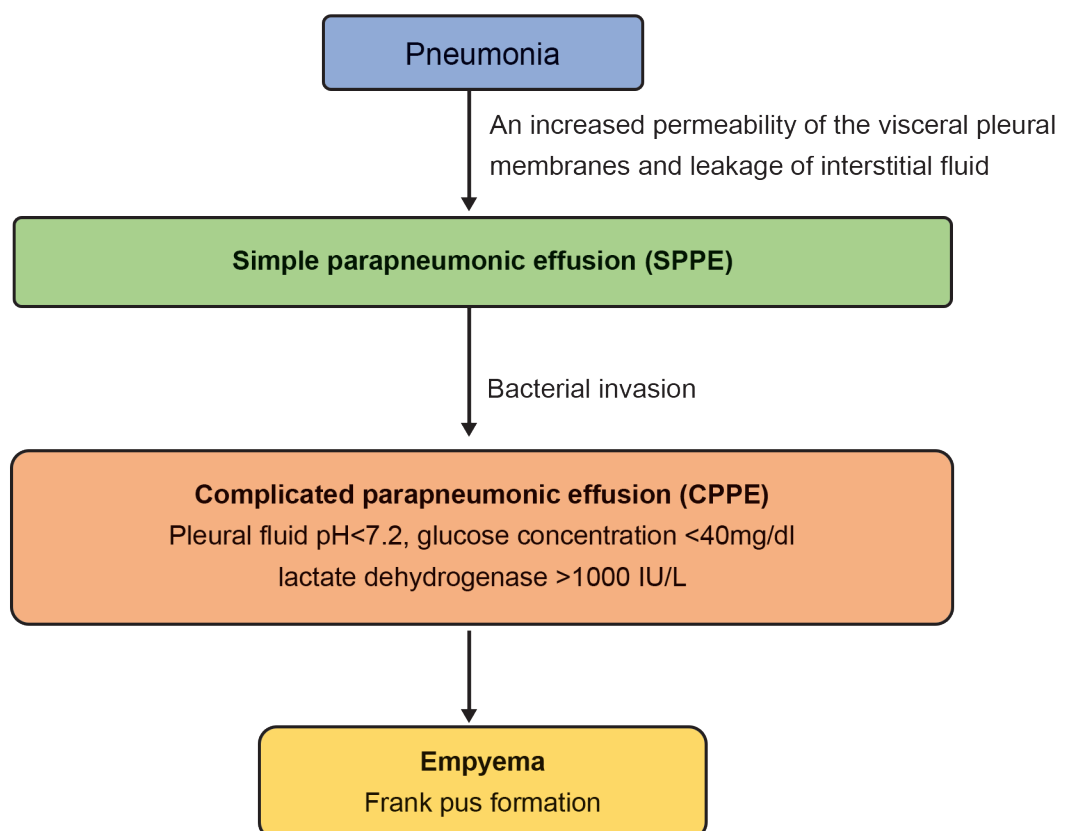 Pneumonia
An increased permeability of the visceral pleural
membranes and leakage of interstitial fluid
Simple parapneumonic effusion (SPPE)
Bacterial invasion
Complicated parapneumonic effusion (CPPE)
Pleural fluid pH<7.2, glucose concentration <40mg/dl
lactate dehydrogenase >1000 IU/L
Empyema
Frank pus formation